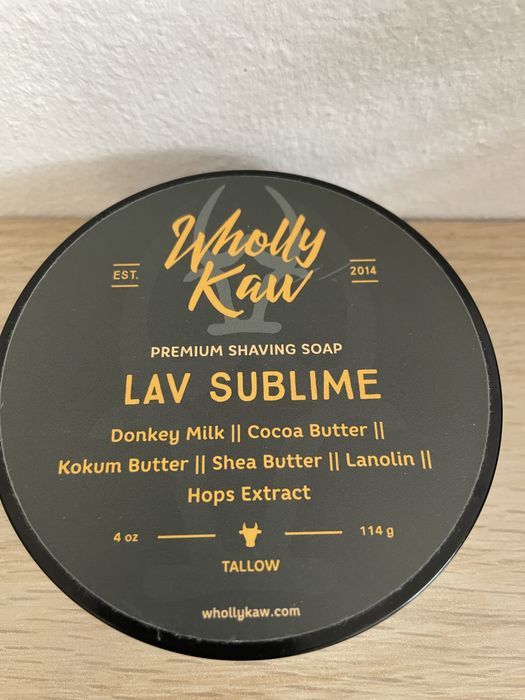 Wholly
Kaw
EST.
2014
PREMIUM SHAVING SOAP
LAV SUBLIME
Donkey Milk || Cocoa Butter ||
Kokum Butter || Shea Butter || Lanolin ||
Hops Extract
4 oz
114 g
TALLOW
whollykaw.com